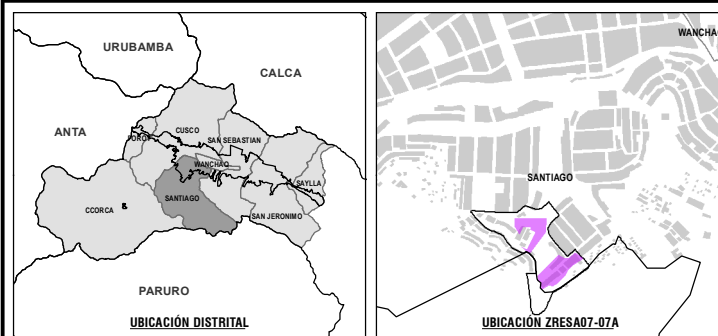 URUBAMBA
CALCA
ANTA
CUSCO
POROY
SAN SEBASTIAN
WANCHAQ
SAYLLA
CCORCA
SANTIAGO
SAN JERONIMO
PARURO
UBICACIÓN DISTRITAL
WANCHA
SANTIAGO
UBICACIÓN ZRESA07-07A